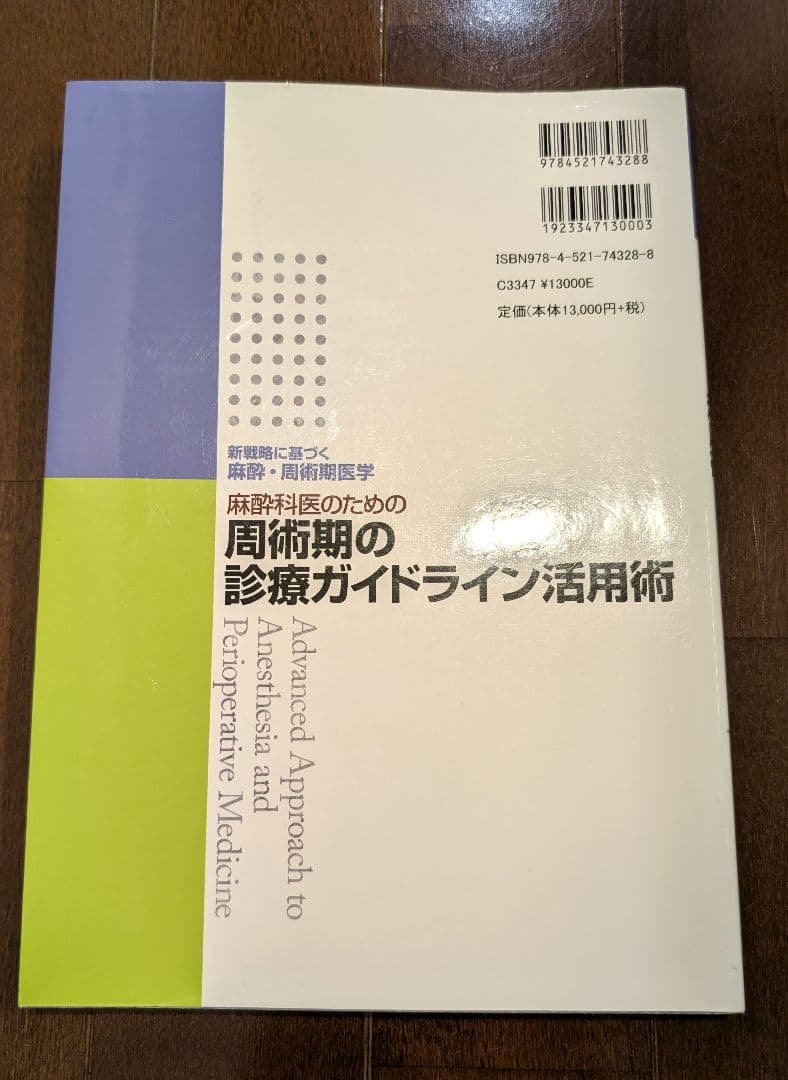 9784521743288
1923347130003
ISBN978-4-521-74328-8
C3347 ¥13000E
定価(本体13,000円+税)
新戦略に基づく
麻酔・周術期医学
麻酔科医のための
周術期の
診療ガイドライン活用術
Advanced Approach to
Anesthesia and
Perioperative Medicine